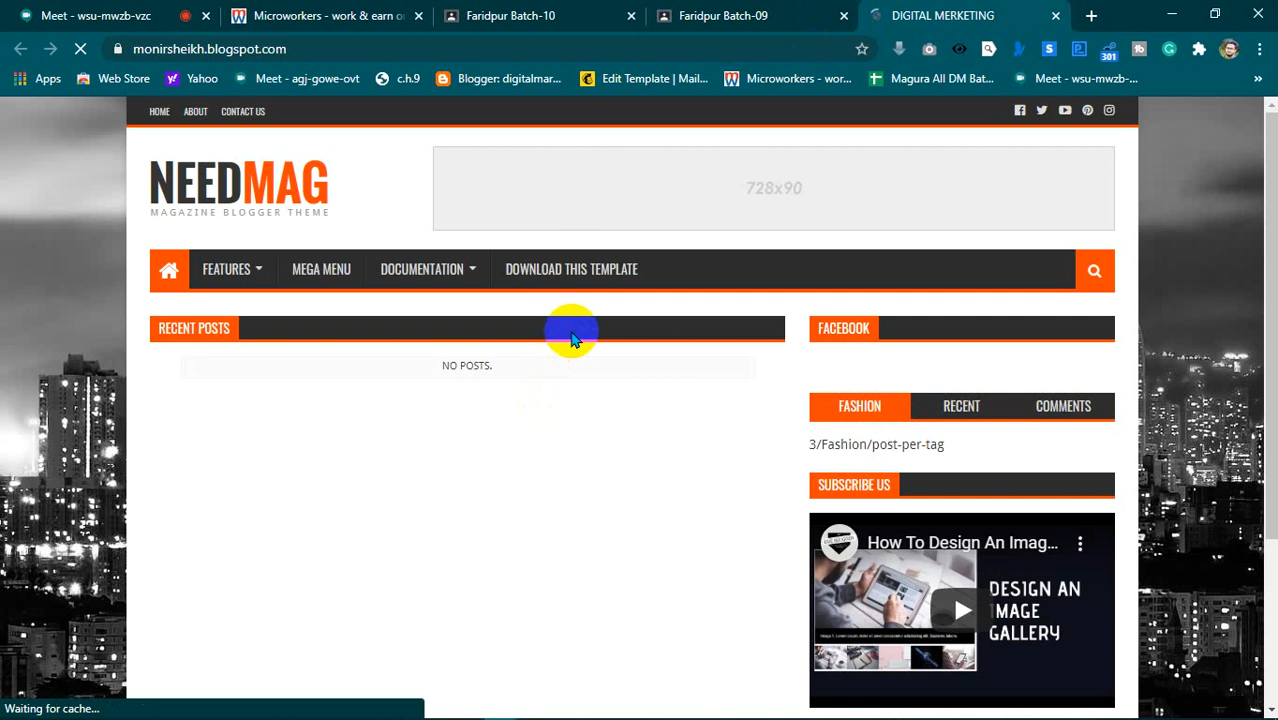 Meet - wsu-mwzb-vzc
Microworkers - work & earn o
Faridpur Batch-10
Faridpur Batch-09
DIGITAL MERKETING
monirsheikh.blogspot.com
301
Apps
Web Store
Yahoo
Meet - agj-gowe-ovt
c.h.9
Blogger: digitalmar...
Edit Template | Mail...
Microworkers - wor...
Magura All DM Bat...
Meet - wsu-mwzb-...
»
HOME
ABOUT
CONTACT US
NEEDMAG
MAGAZINE BLOGGER THEME
728x90
FEATURES
MEGA MENU
DOCUMENTATION
DOWNLOAD THIS TEMPLATE
RECENT POSTS
NO POSTS.
FACEBOOK
FASHION
RECENT
COMMENTS
3/Fashion/post-per-tag
SUBSCRIBE US
How To Design An Imag...
DESIGN AN
IMAGE
GALLERY
Waiting for cache...